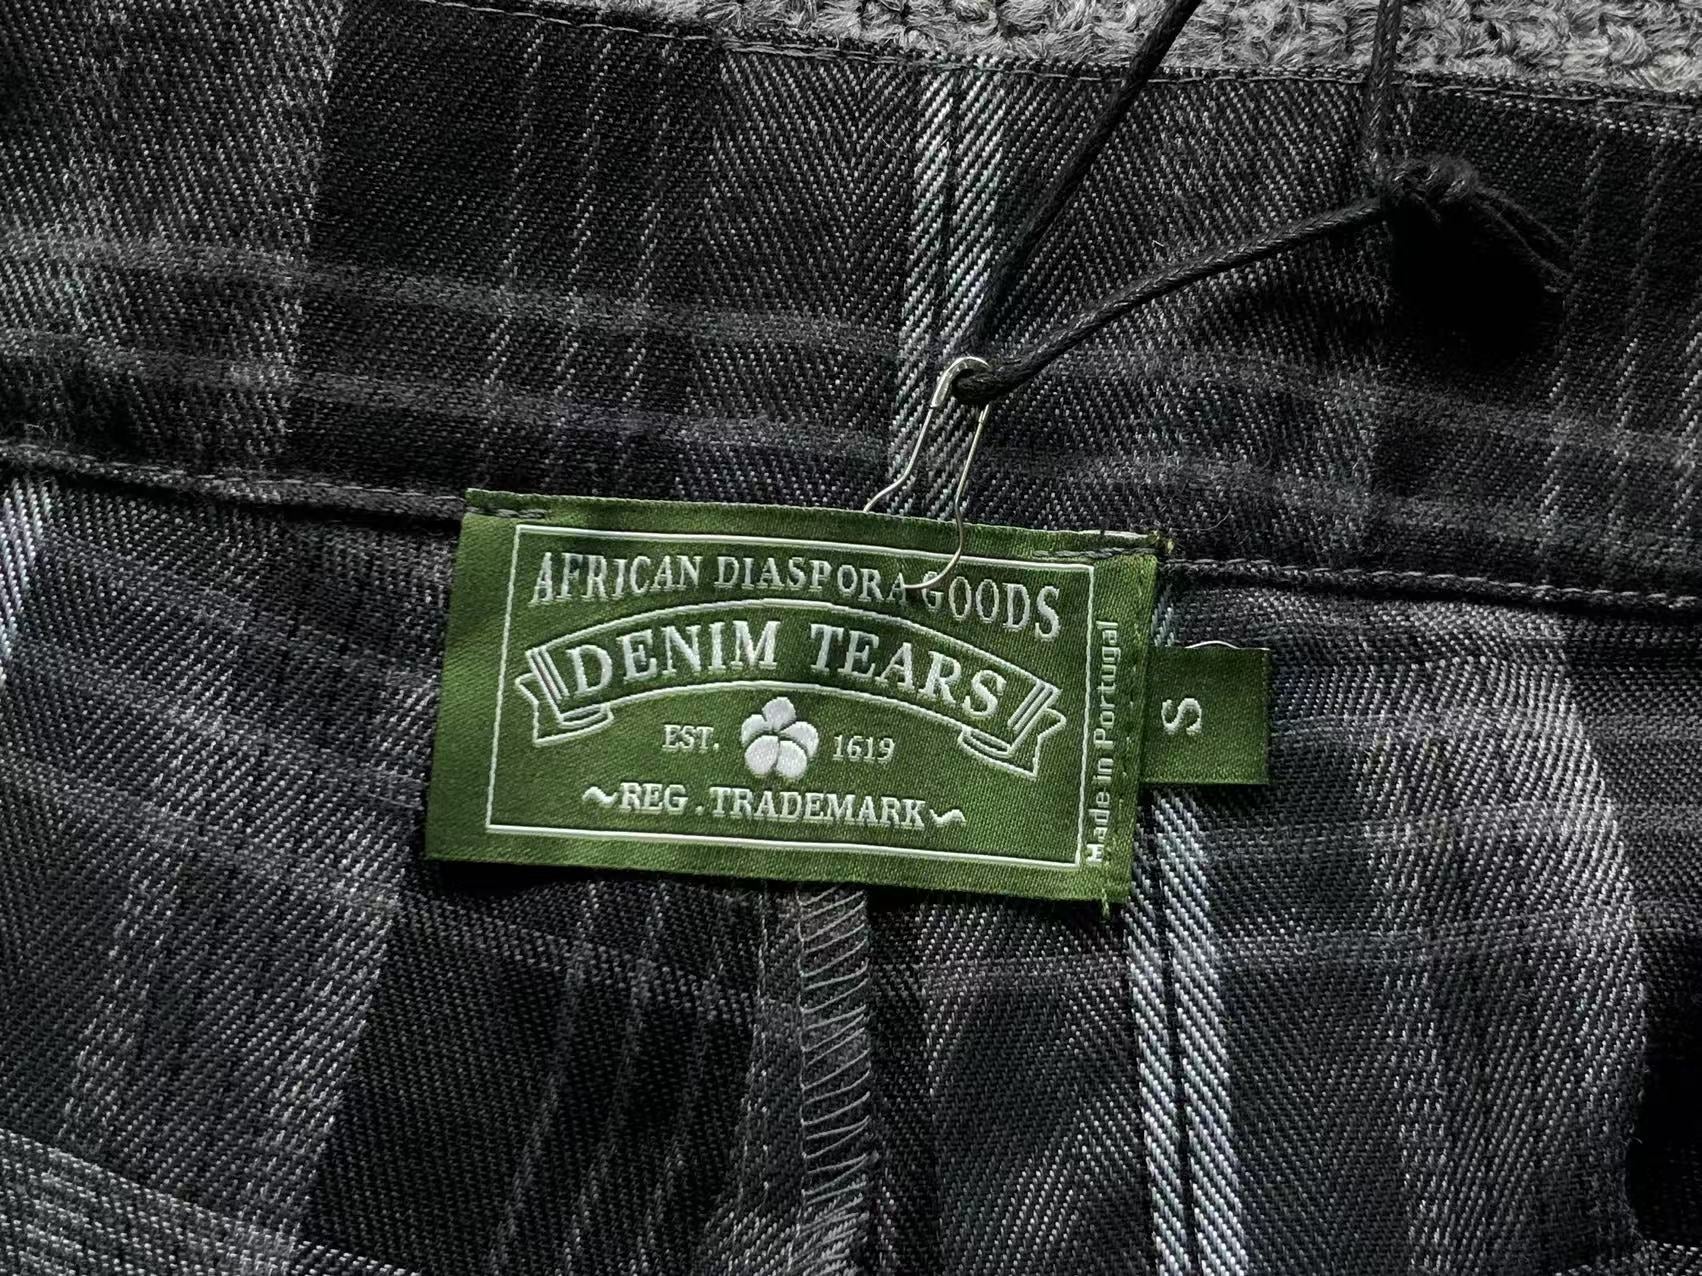 AFRICAN DIASPORA GOODS
DENIM TEARS
EST. 1619
~REG. TRADEMARK~
Made in Portugal
S